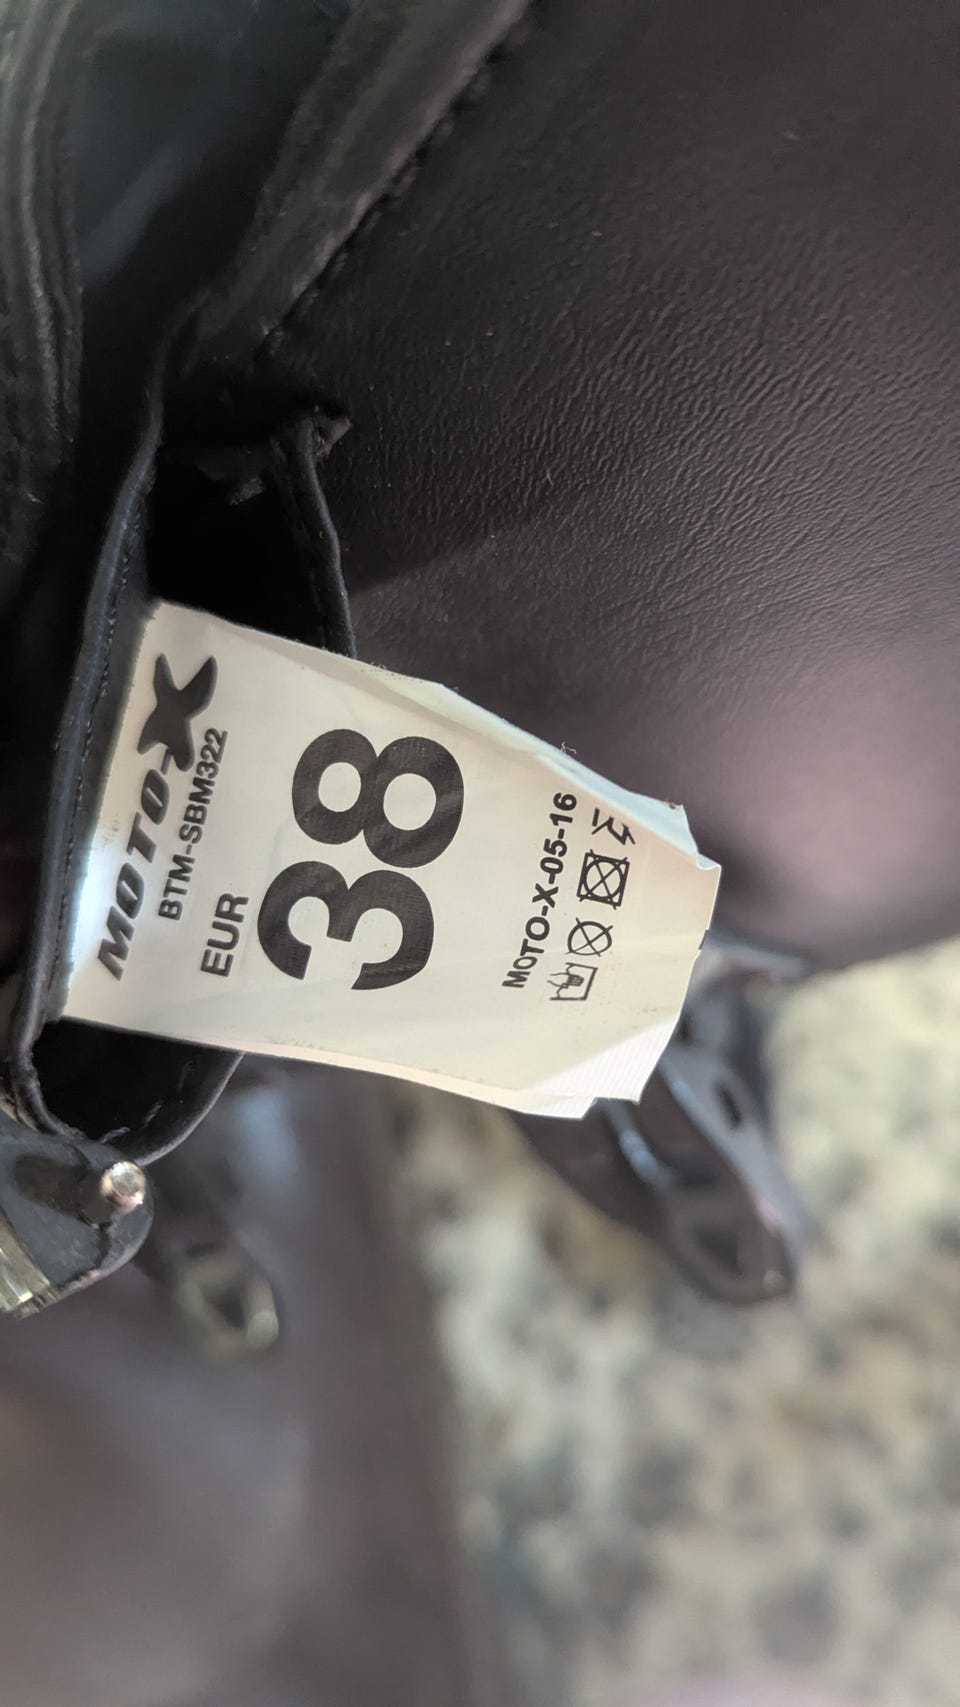 MOTO-X
BTM-SBM322
EUR
38
MOTO-X-05-16